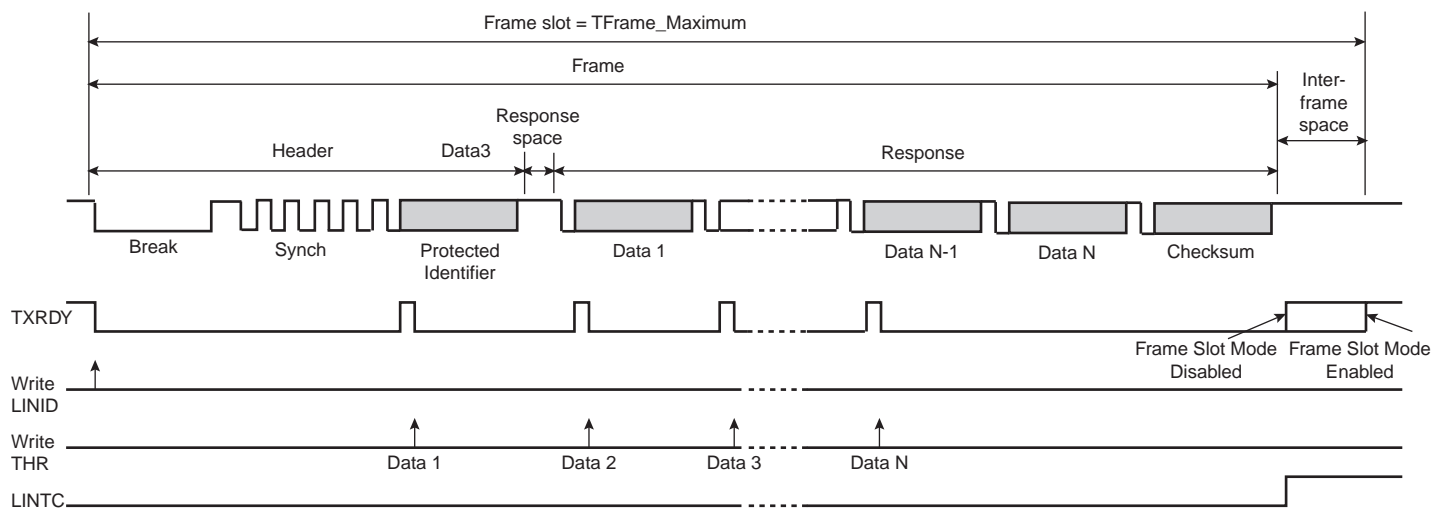 Frame slot = TFrame_Maximum
Frame
Inter-
frame
space
Response
space
Header
Data3
Response
Break
Synch
Protected
Identifier
Data 1
Data N-1
Data N
Checksum
TXRDY
Frame Slot Mode
Disabled
Frame Slot Mode
Enabled
Write
LINID
Write
THR
Data 1
Data 2
Data 3
Data N
LINTC